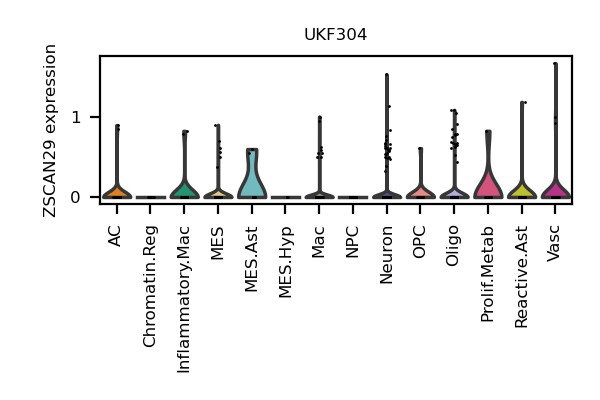 UKF304
ZSCAN29 expression
1
0
AC
Chromatin.Reg
Inflammatory.Mac
MES
MES.Ast
MES.Hyp
Mac
NPC
Neuron
OPC
Oligo
Prolif.Metab
Reactive.Ast
Vasc